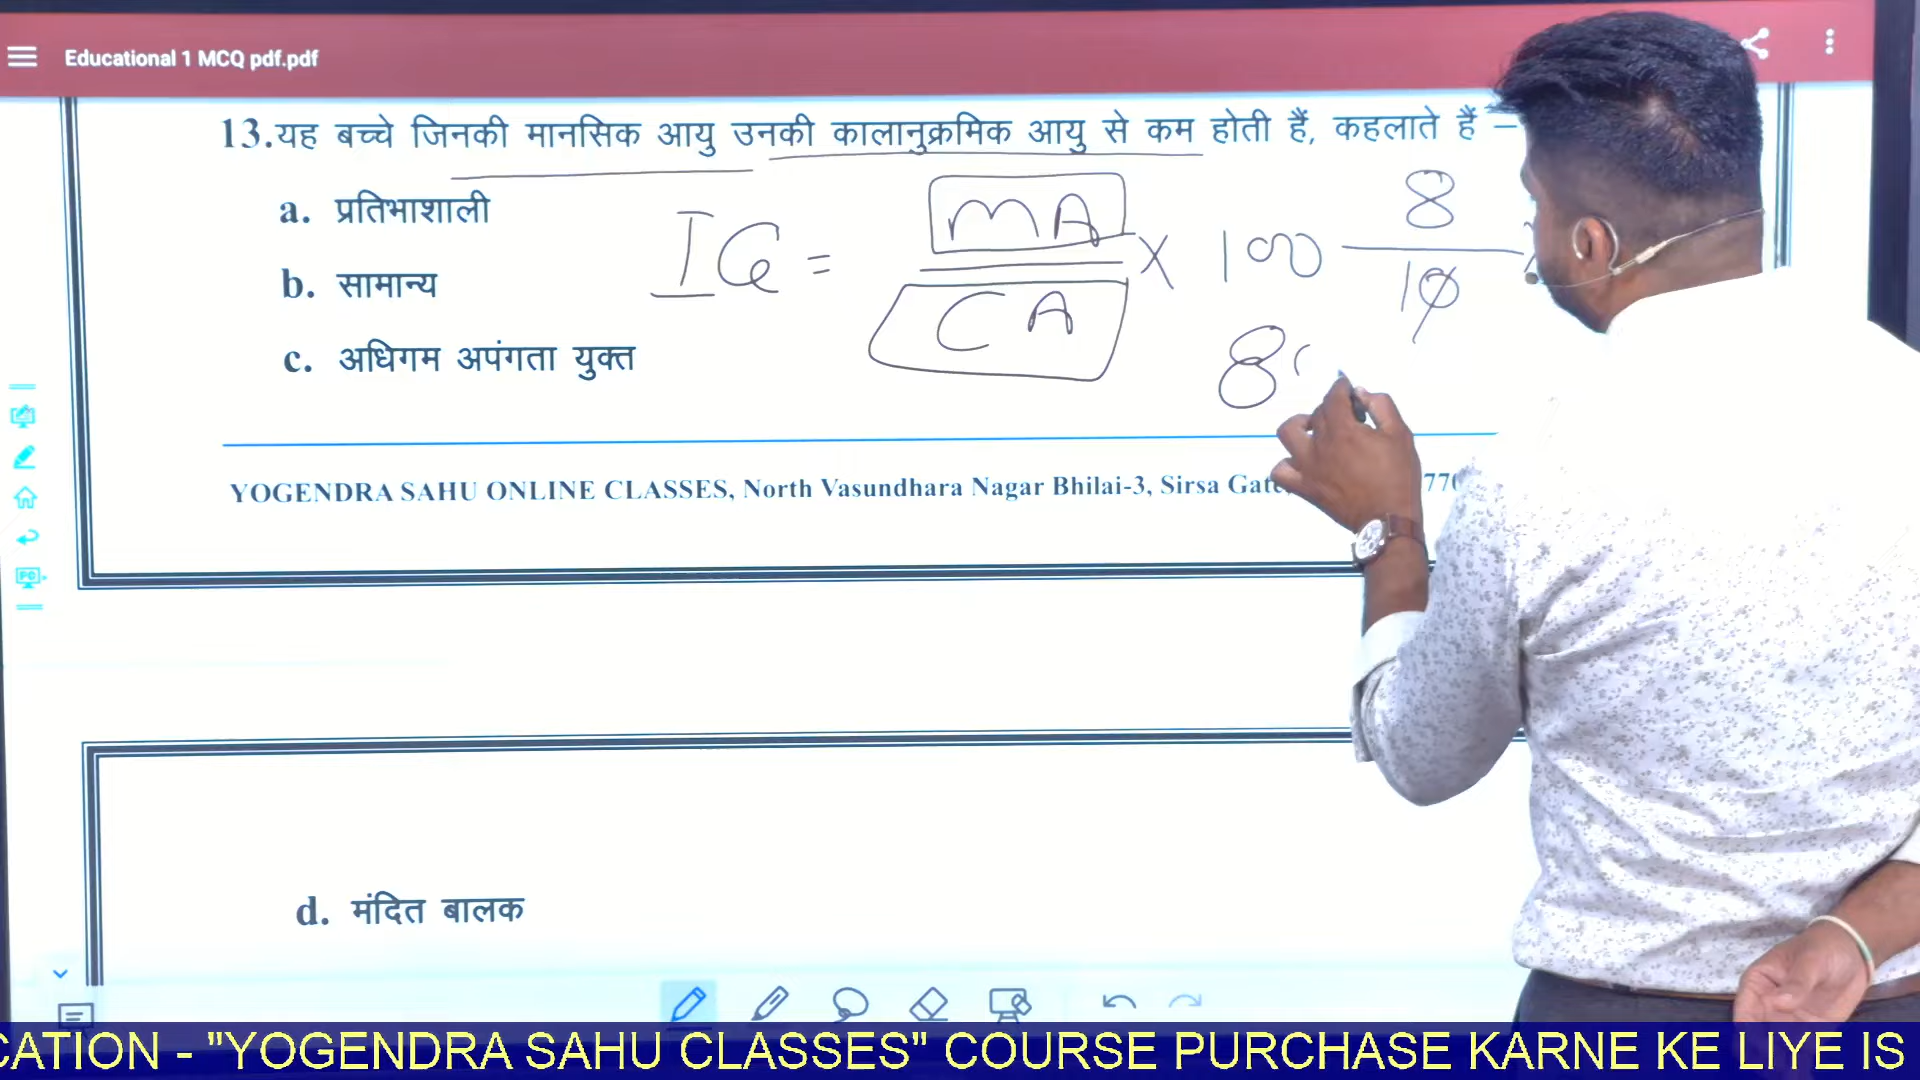 Educational 1 MCQ pdf.pdf
13.यह बच्चे जिनकी मानसिक आयु उनकी कालानुक्रमिक आयु से कम होती हैं, कहलाते हैं –
a. प्रतिभाशाली
b. सामान्य
c. अधिगम अपंगता युक्त
IQ = MA / CA × 100
8 / 10
8
YOGENDRA SAHU ONLINE CLASSES, North Vasundhara Nagar Bhilai-3, Sirsa
d. मंदित बालक
CATION - "YOGENDRA SAHU CLASSES" COURSE PURCHASE KARNE KE LIYE IS